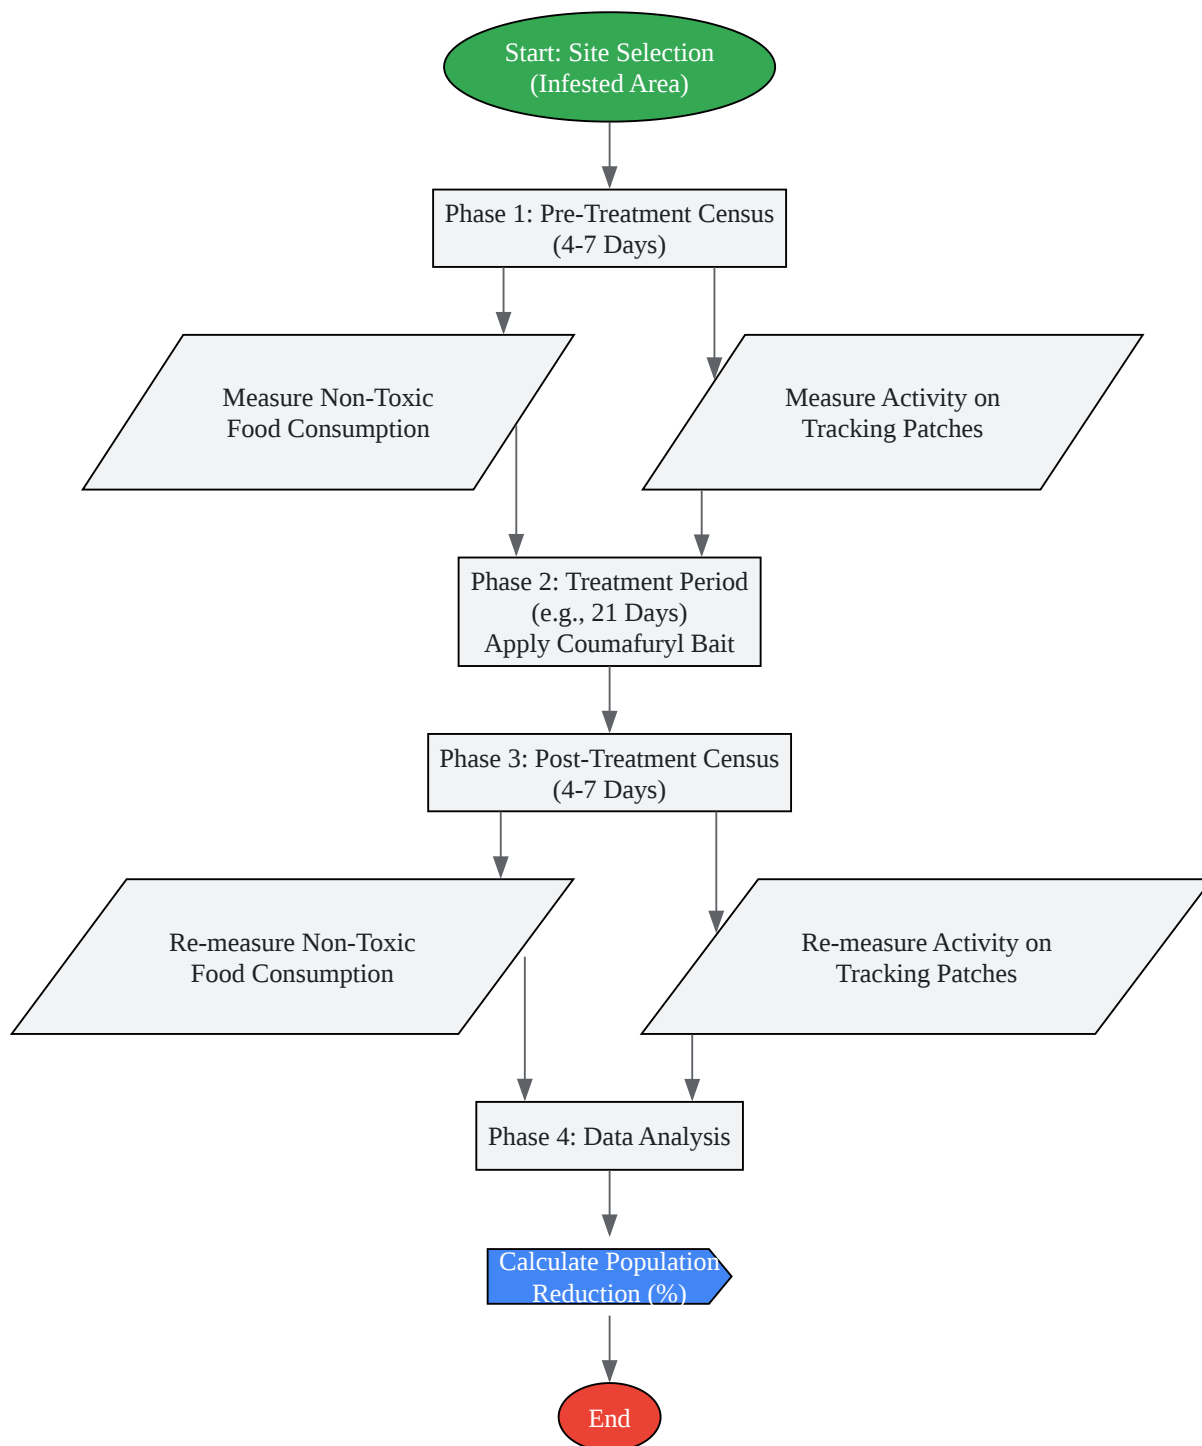 Start: Site Selection
(Infested Area)
Phase 1: Pre-Treatment Census
(4-7 Days)
Measure Non-Toxic
Food Consumption
Measure Activity on
Tracking Patches
Phase 2: Treatment Period
(e.g., 21 Days)
Apply Coumafuryl Bait
Phase 3: Post-Treatment Census
(4-7 Days)
Re-measure Non-Toxic
Food Consumption
Re-measure Activity on
Tracking Patches
Phase 4: Data Analysis
Calculate Population
Reduction (%)
End